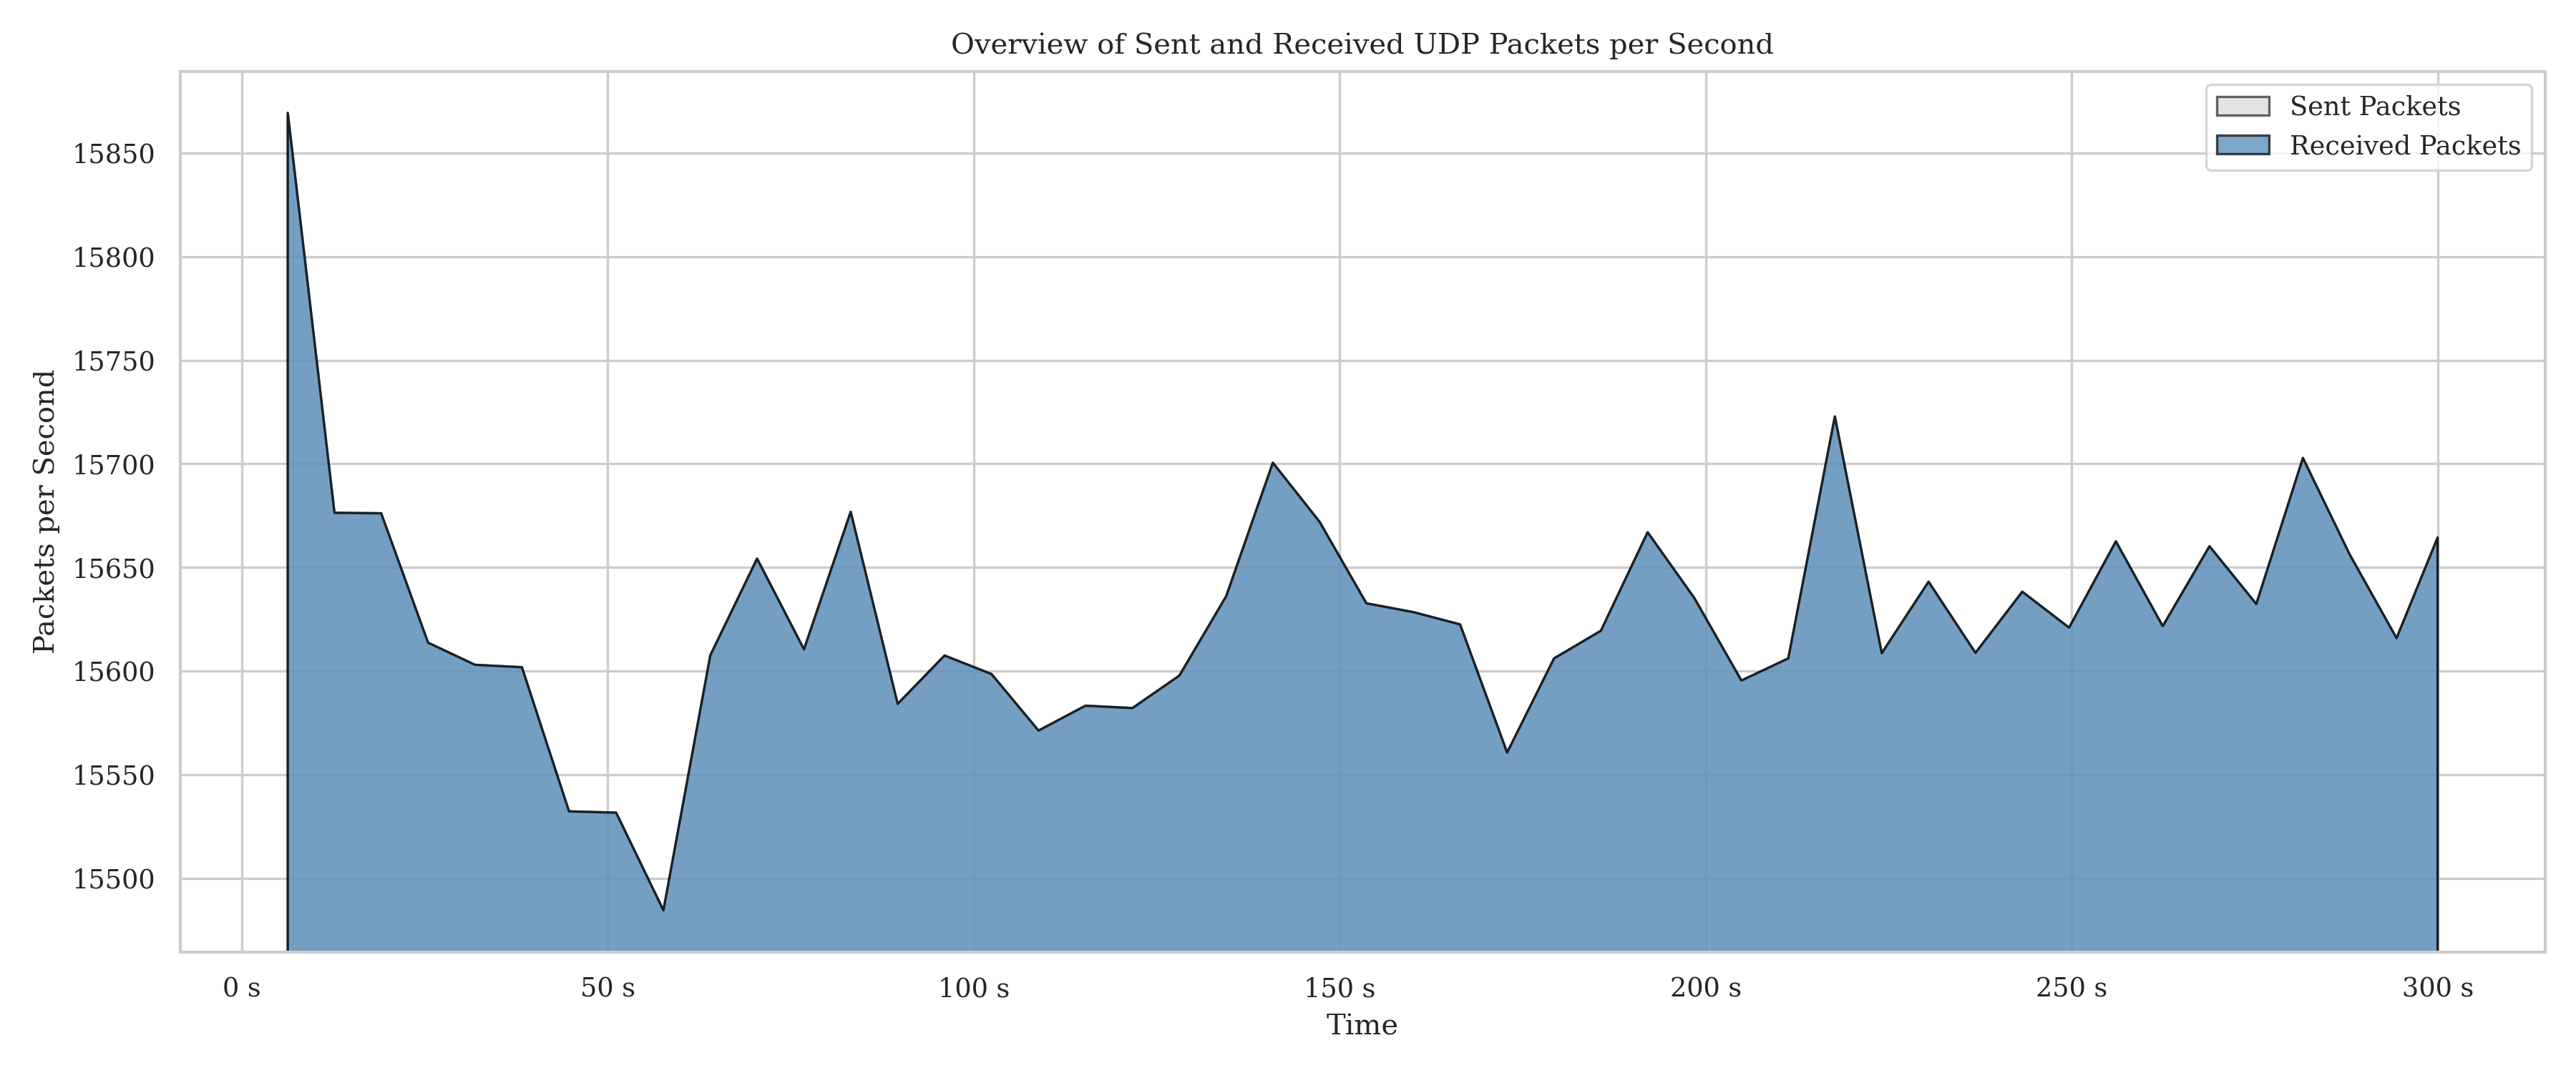 Overview of Sent and Received UDP Packets per Second
Sent Packets
Received Packets
Packets per Second
15850
15800
15750
15700
15650
15600
15550
15500
0 s
50 s
100 s
150 s
200 s
250 s
300 s
Time